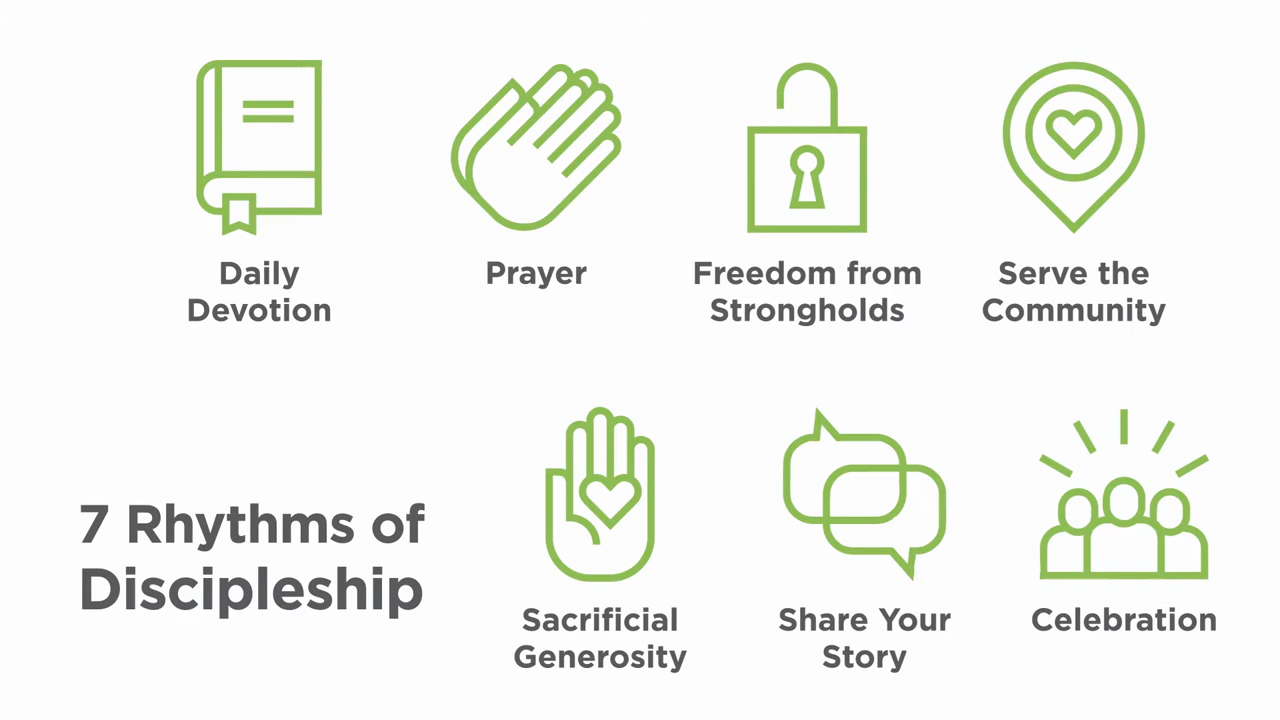 Daily
Devotion
Prayer
Freedom from
Strongholds
Serve the
Community
7 Rhythms of
Discipleship
Sacrificial
Generosity
Share Your
Story
Celebration